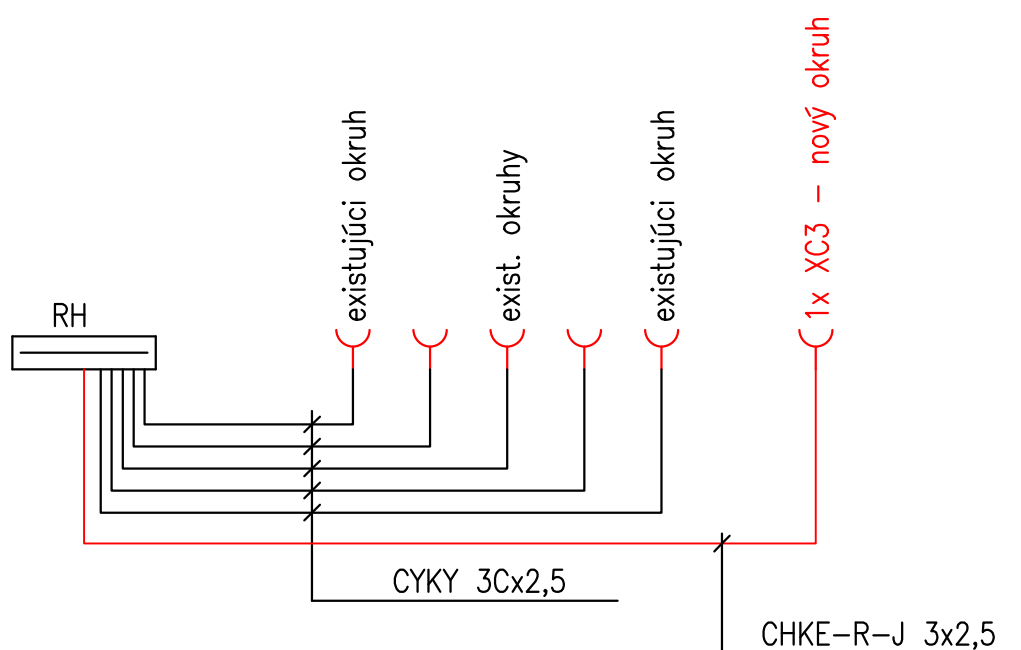 1x XC3 - nový okruh
existujúci okruh
exist. okruhy
existujúci okruh
RH
CYKY 3Cx2,5
CHKE-R-J 3x2,5